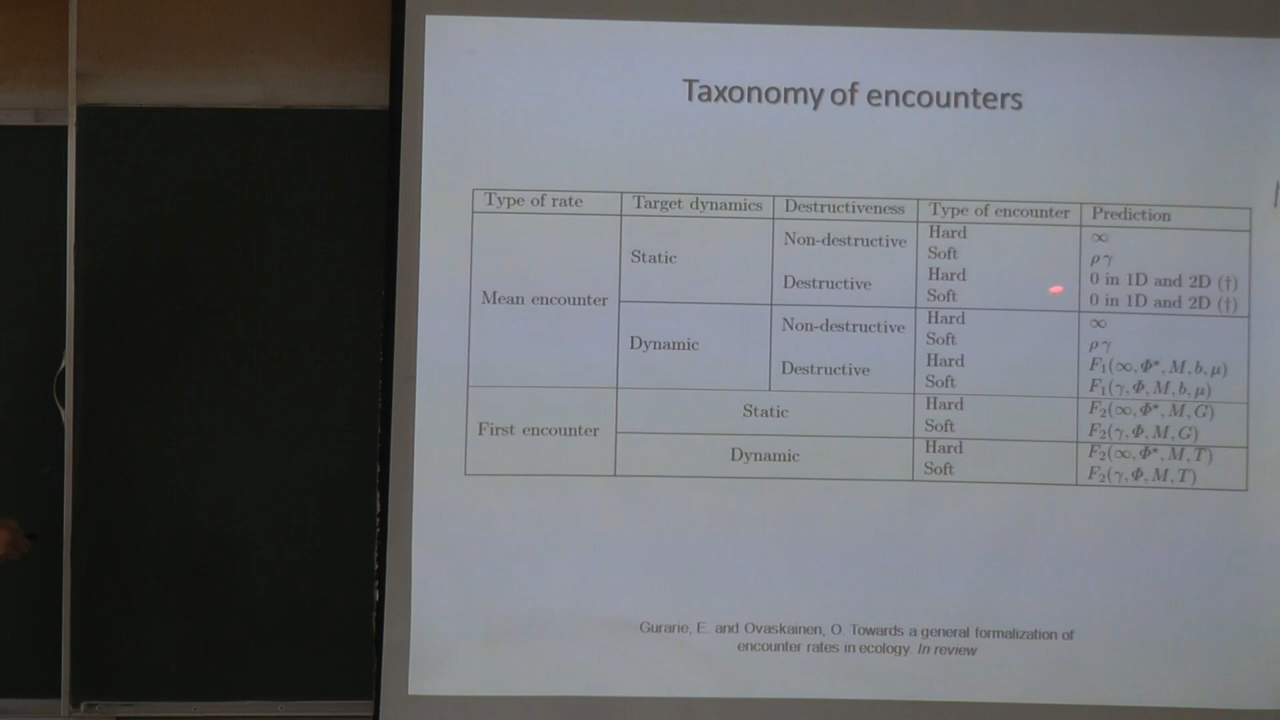 Taxonomy of encounters
Type of rate Target dynamics Destructiveness Type of encounter Prediction
Mean encounter Static Non-destructive Hard ∞
Soft ργ
Destructive Hard 0 in 1D and 2D (†)
Soft 0 in 1D and 2D (†)
Dynamic Non-destructive Hard ∞
Soft ργ
Destructive Hard F₁(∞, Φ*, M, b, μ)
Soft F₁(γ, Φ, M, b, μ)
First encounter Static Hard F₂(∞, Φ*, M, G)
Soft F₂(γ, Φ, M, G)
Dynamic Hard F₂(∞, Φ*, M, T)
Soft F₂(γ, Φ, M, T)
Gurarie, E. and Ovaskainen, O. Towards a general formalization of
encounter rates in ecology. In review